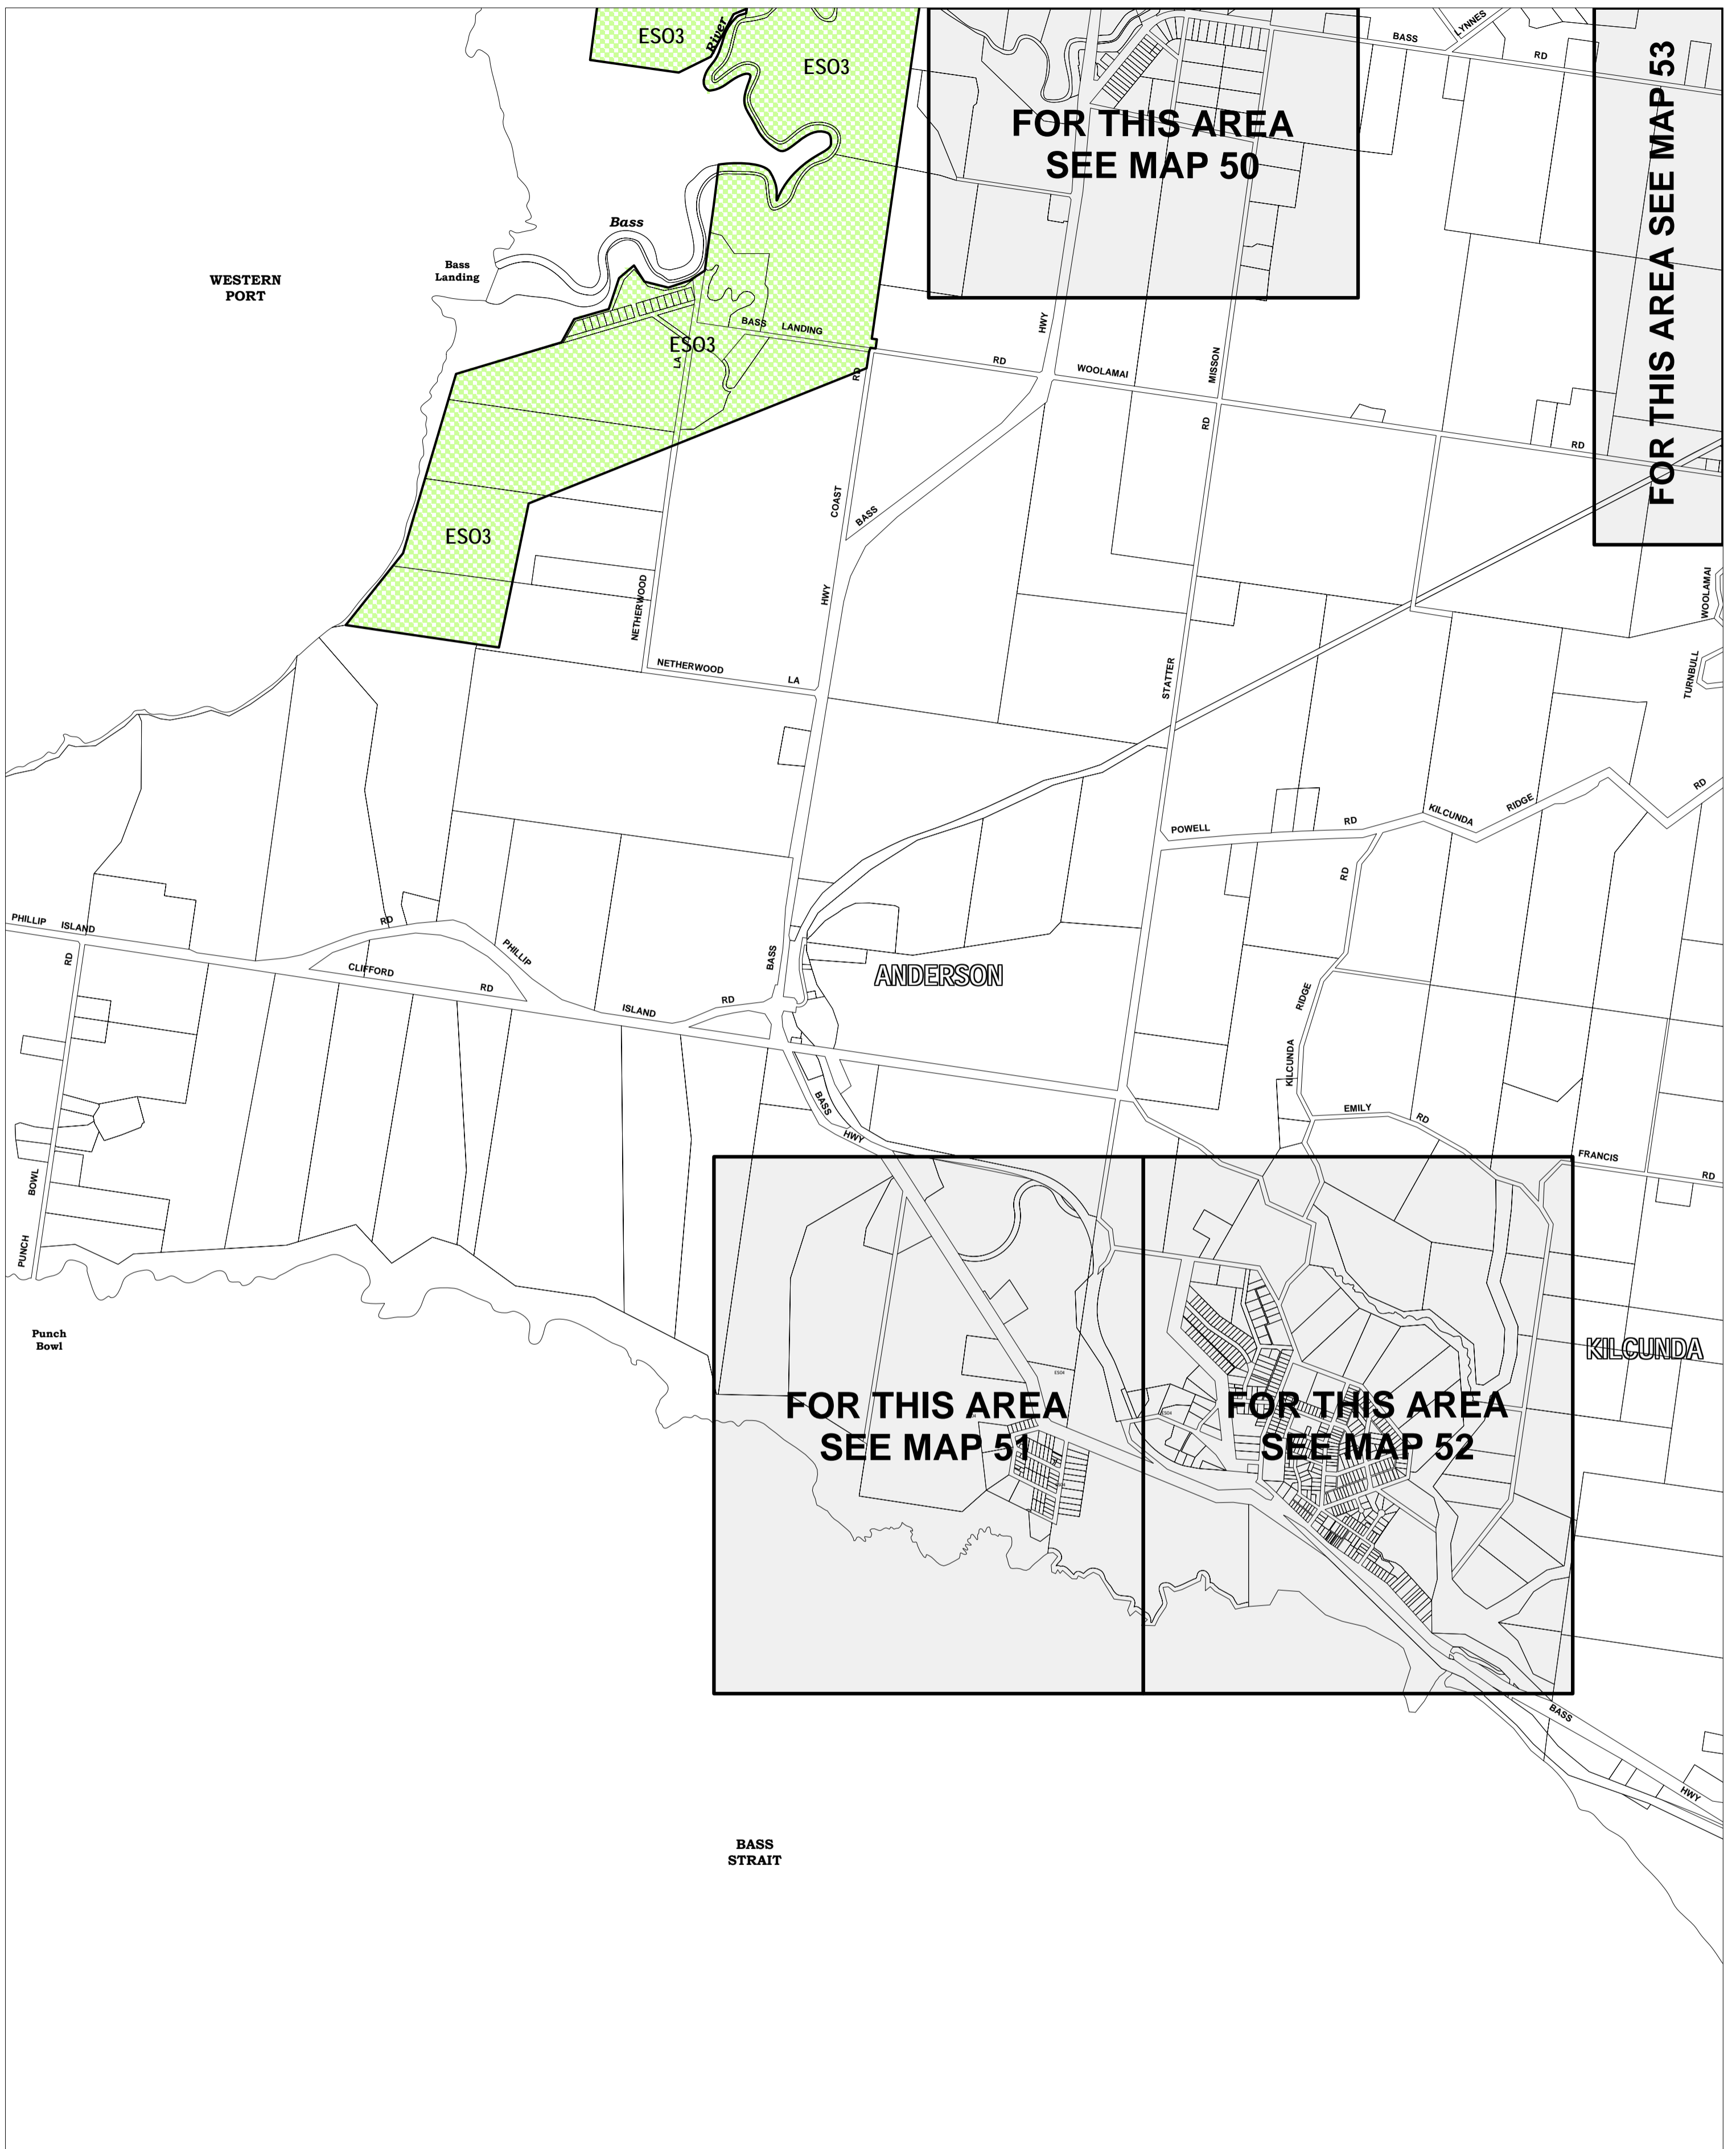 ESO3
River
ESO3
BASS
LYNNES
RD
FOR THIS AREA
SEE MAP 50
FOR THIS AREA SEE MAP 53
Bass
Bass
Landing
WESTERN
PORT
BASS LANDING
ESO3
LA
RD
HWY
RD
WOOLAMAI
MISSON
RD
RD
COAST
BASS
ESO3
HWY
NETHERWOOD
NETHERWOOD
LA
STATTER
WOOLAMAI
TURNBULL
RD
POWELL
RD
KILCUNDA
RIDGE
RD
PHILLIP
ISLAND
RD
RD
PHILLIP
CLIFFORD
RD
ISLAND
RD
BASS
ANDERSON
RIDGE
KILCUNDA
BASS
HWY
EMILY
RD
FRANCIS
RD
BOWL
PUNCH
Punch
Bowl
KILCUNDA
ESO4
FOR THIS AREA
SEE MAP 51
ESO4
FOR THIS AREA
SEE MAP 52
BASS
HWY
BASS
STRAIT